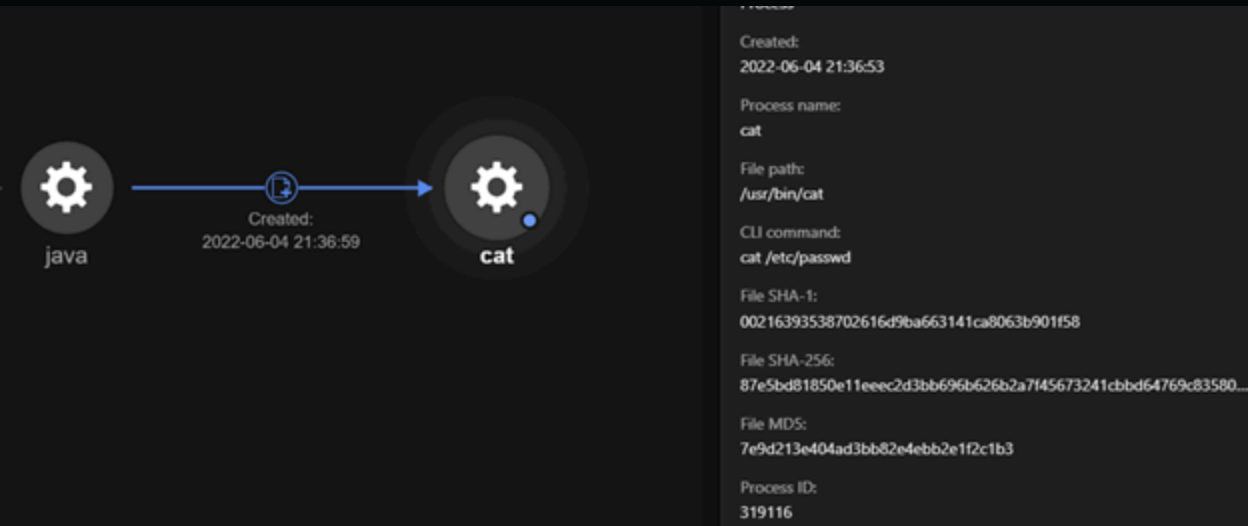 java
Created:
2022-06-04 21:36:59
cat
Process
Created:
2022-06-04 21:36:53
Process name:
cat
File path:
/usr/bin/cat
CLI command:
cat /etc/passwd
File SHA-1:
00216393538702616d9ba663141ca8063b901f58
File SHA-256:
87e5bd81850e11eeec2d3bb696b626b2a7f45673241cbbd64769c83580...
File MD5:
7e9d213e404ad3bb82e4ebb2e1f2c1b3
Process ID:
319116